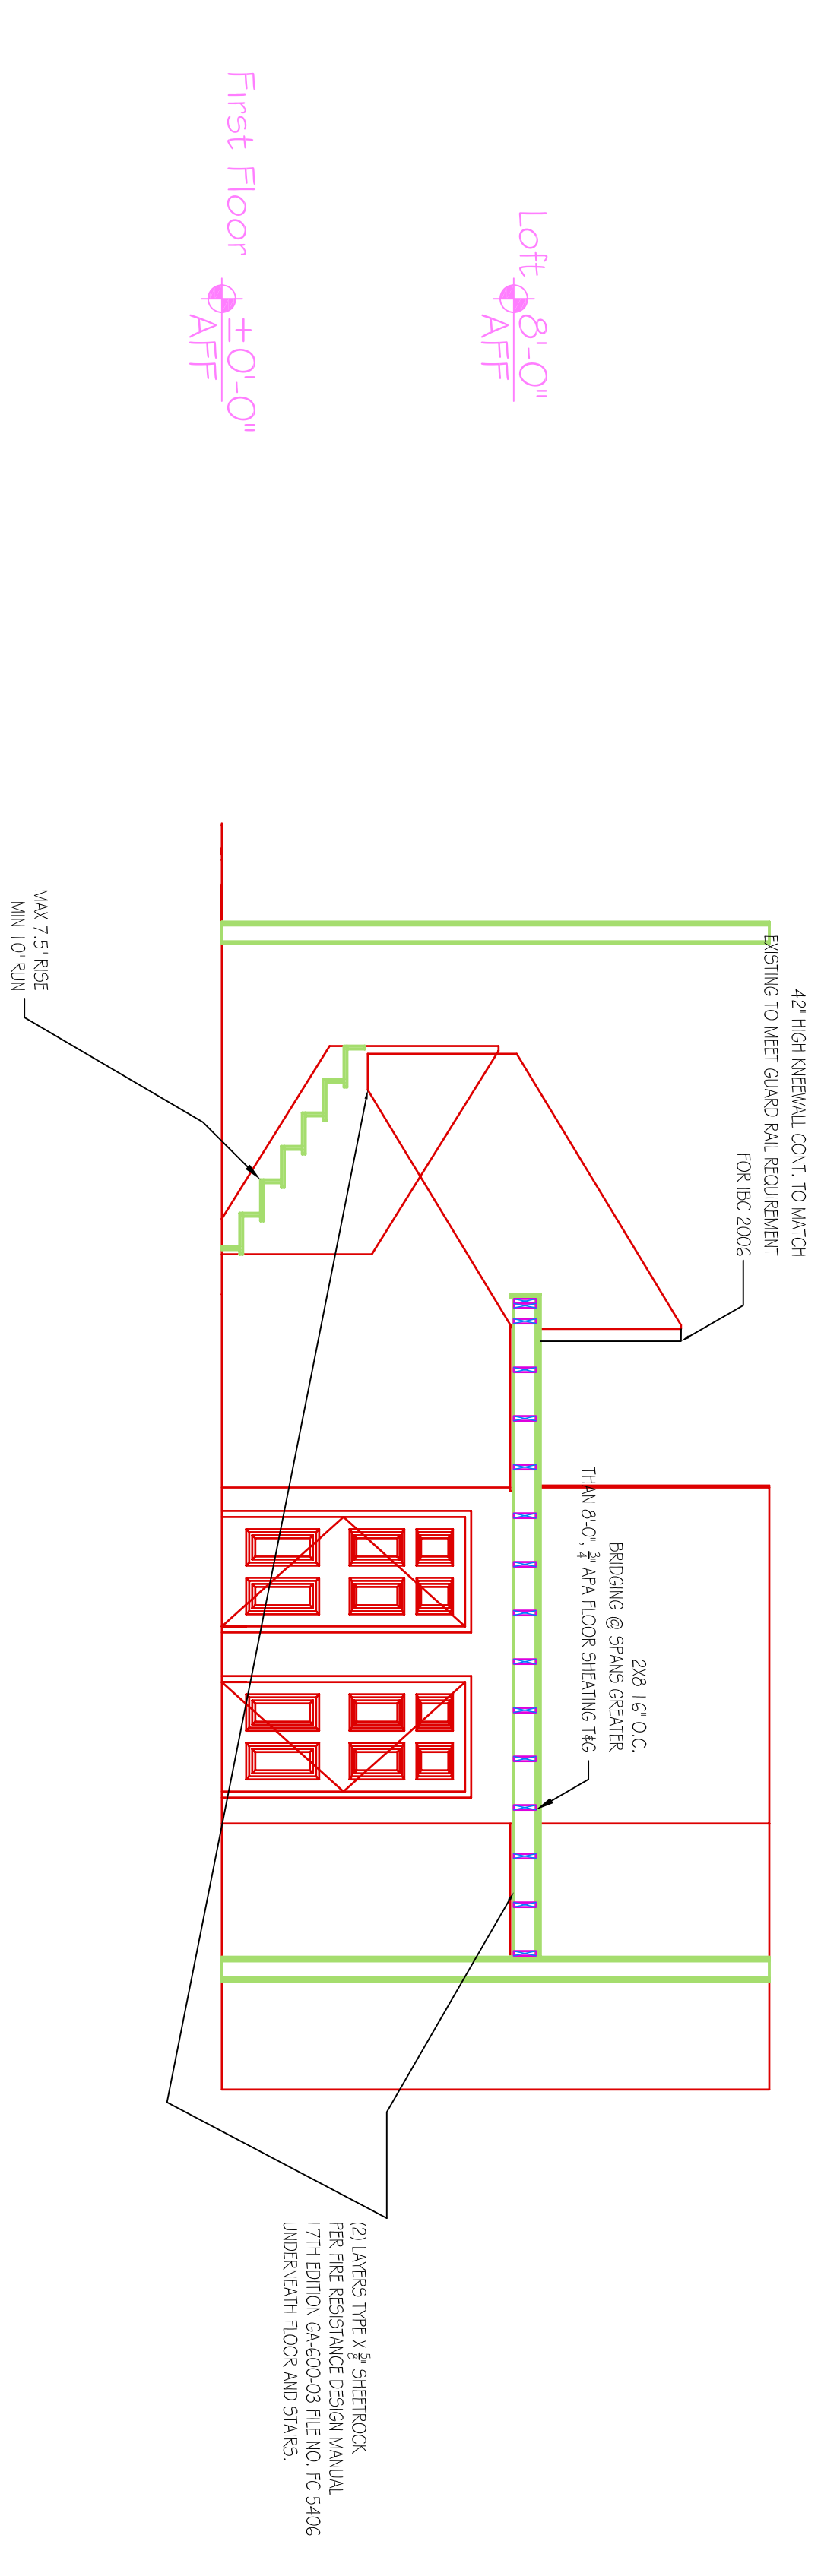 42" HIGH KNEEWALL CONT. TO MATCH
EXISTING TO MEET GUARD RAIL REQUIREMENT
FOR IBC 2006
2X8 16" O.C.
BRIDGING @ SPANS GREATER
THAN 8'-0", 3/4" APA FLOOR SHEATING T&G
Loft 8'-0"
AFF
First Floor ±0'-0"
AFF
(2) LAYERS TYPE X 5/8" SHEETROCK
PER FIRE RESISTANCE DESIGN MANUAL
17TH EDITION GA-600-03 FILE NO. FC 5406
UNDERNEATH FLOOR AND STAIRS.
MAX 7.5" RISE
MIN 10" RUN